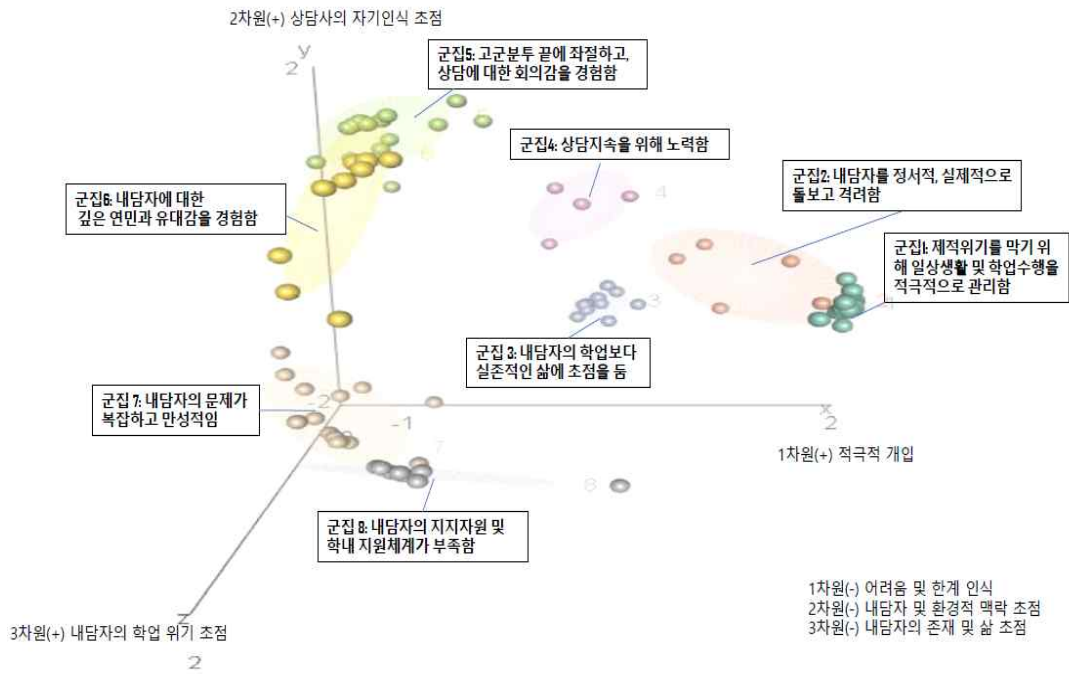 2차원(+) 상담사의 자기인식 초점
y
2
군집5: 고군분투 끝에 좌절하고,
상담에 대한 회의감을 경험함
5
6
군집4: 상담지속을 위해 노력함
4
군집2: 내담자를 정서적, 실제적으로
돌보고 격려함
군집6: 내담자에 대한
깊은 연민과 유대감을 경험함
군집1: 제적위기를 막기 위
해 일상생활 및 학업수행을
적극적으로 관리함
1
3
군집 3: 내담자의 학업보다
실존적인 삶에 초점을 둠
군집 7: 내담자의 문제가
복잡하고 만성적임
-2
-1
x
2
1차원(+) 적극적 개입
7
8
군집 8: 내담자의 지지자원 및
학내 지원체계가 부족함
z
3차원(+) 내담자의 학업 위기 초점
2
1차원(-) 어려움 및 한계 인식
2차원(-) 내담자 및 환경적 맥락 초점
3차원(-) 내담자의 존재 및 삶 초점